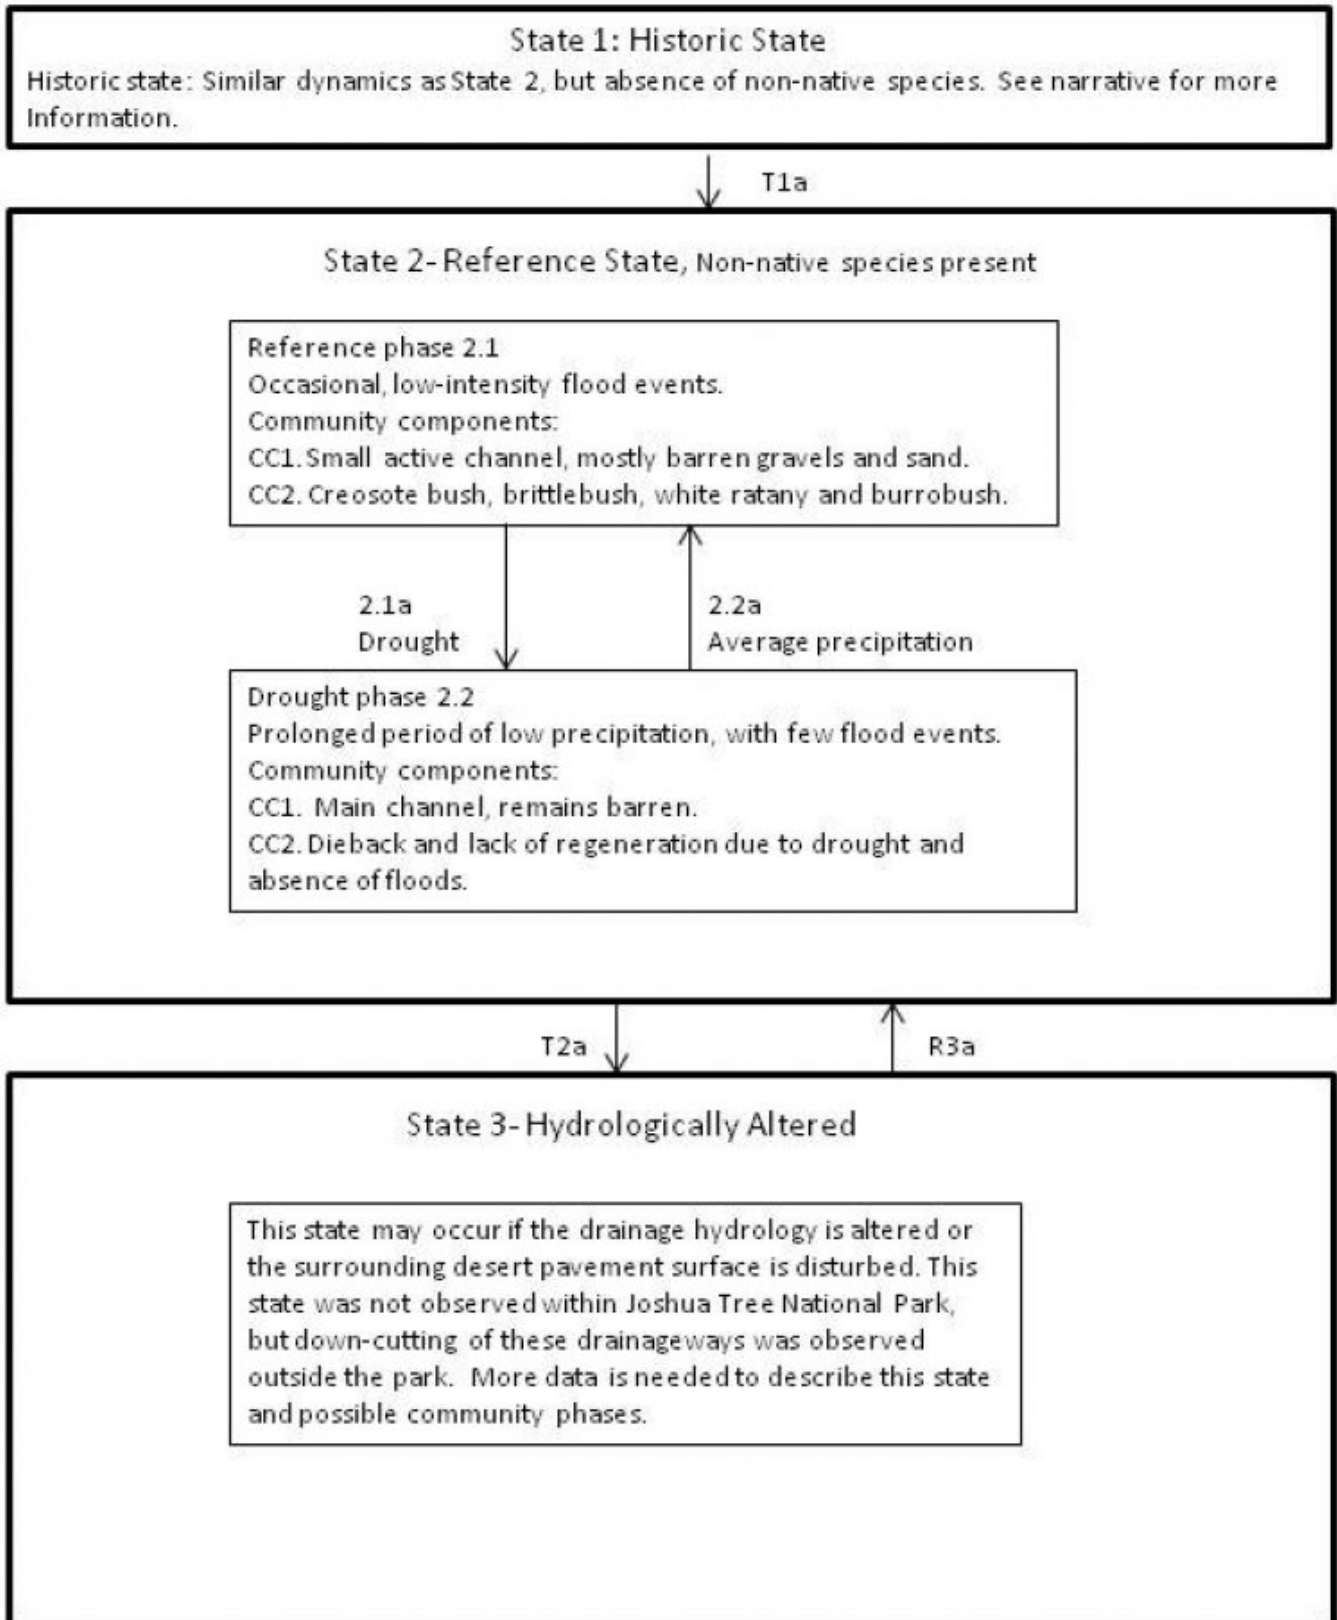 State 1: Historic State
Historic state: Similar dynamics as State 2, but absence of non-native species. See narrative for more
Information.
T1a
State 2- Reference State, Non-native species present
Reference phase 2.1
Occasional, low-intensity flood events.
Community components:
CC1. Small active channel, mostly barren gravels and sand.
CC2. Creosote bush, brittlebush, white ratany and burrobush.
2.1a
Drought
2.2a
Average precipitation
Drought phase 2.2
Prolonged period of low precipitation, with few flood events.
Community components:
CC1. Main channel, remains barren.
CC2. Dieback and lack of regeneration due to drought and
absence of floods.
T2a
R3a
State 3- Hydrologically Altered
This state may occur if the drainage hydrology is altered or
the surrounding desert pavement surface is disturbed. This
state was not observed within Joshua Tree National Park,
but down-cutting of these drainageways was observed
outside the park. More data is needed to describe this state
and possible community phases.